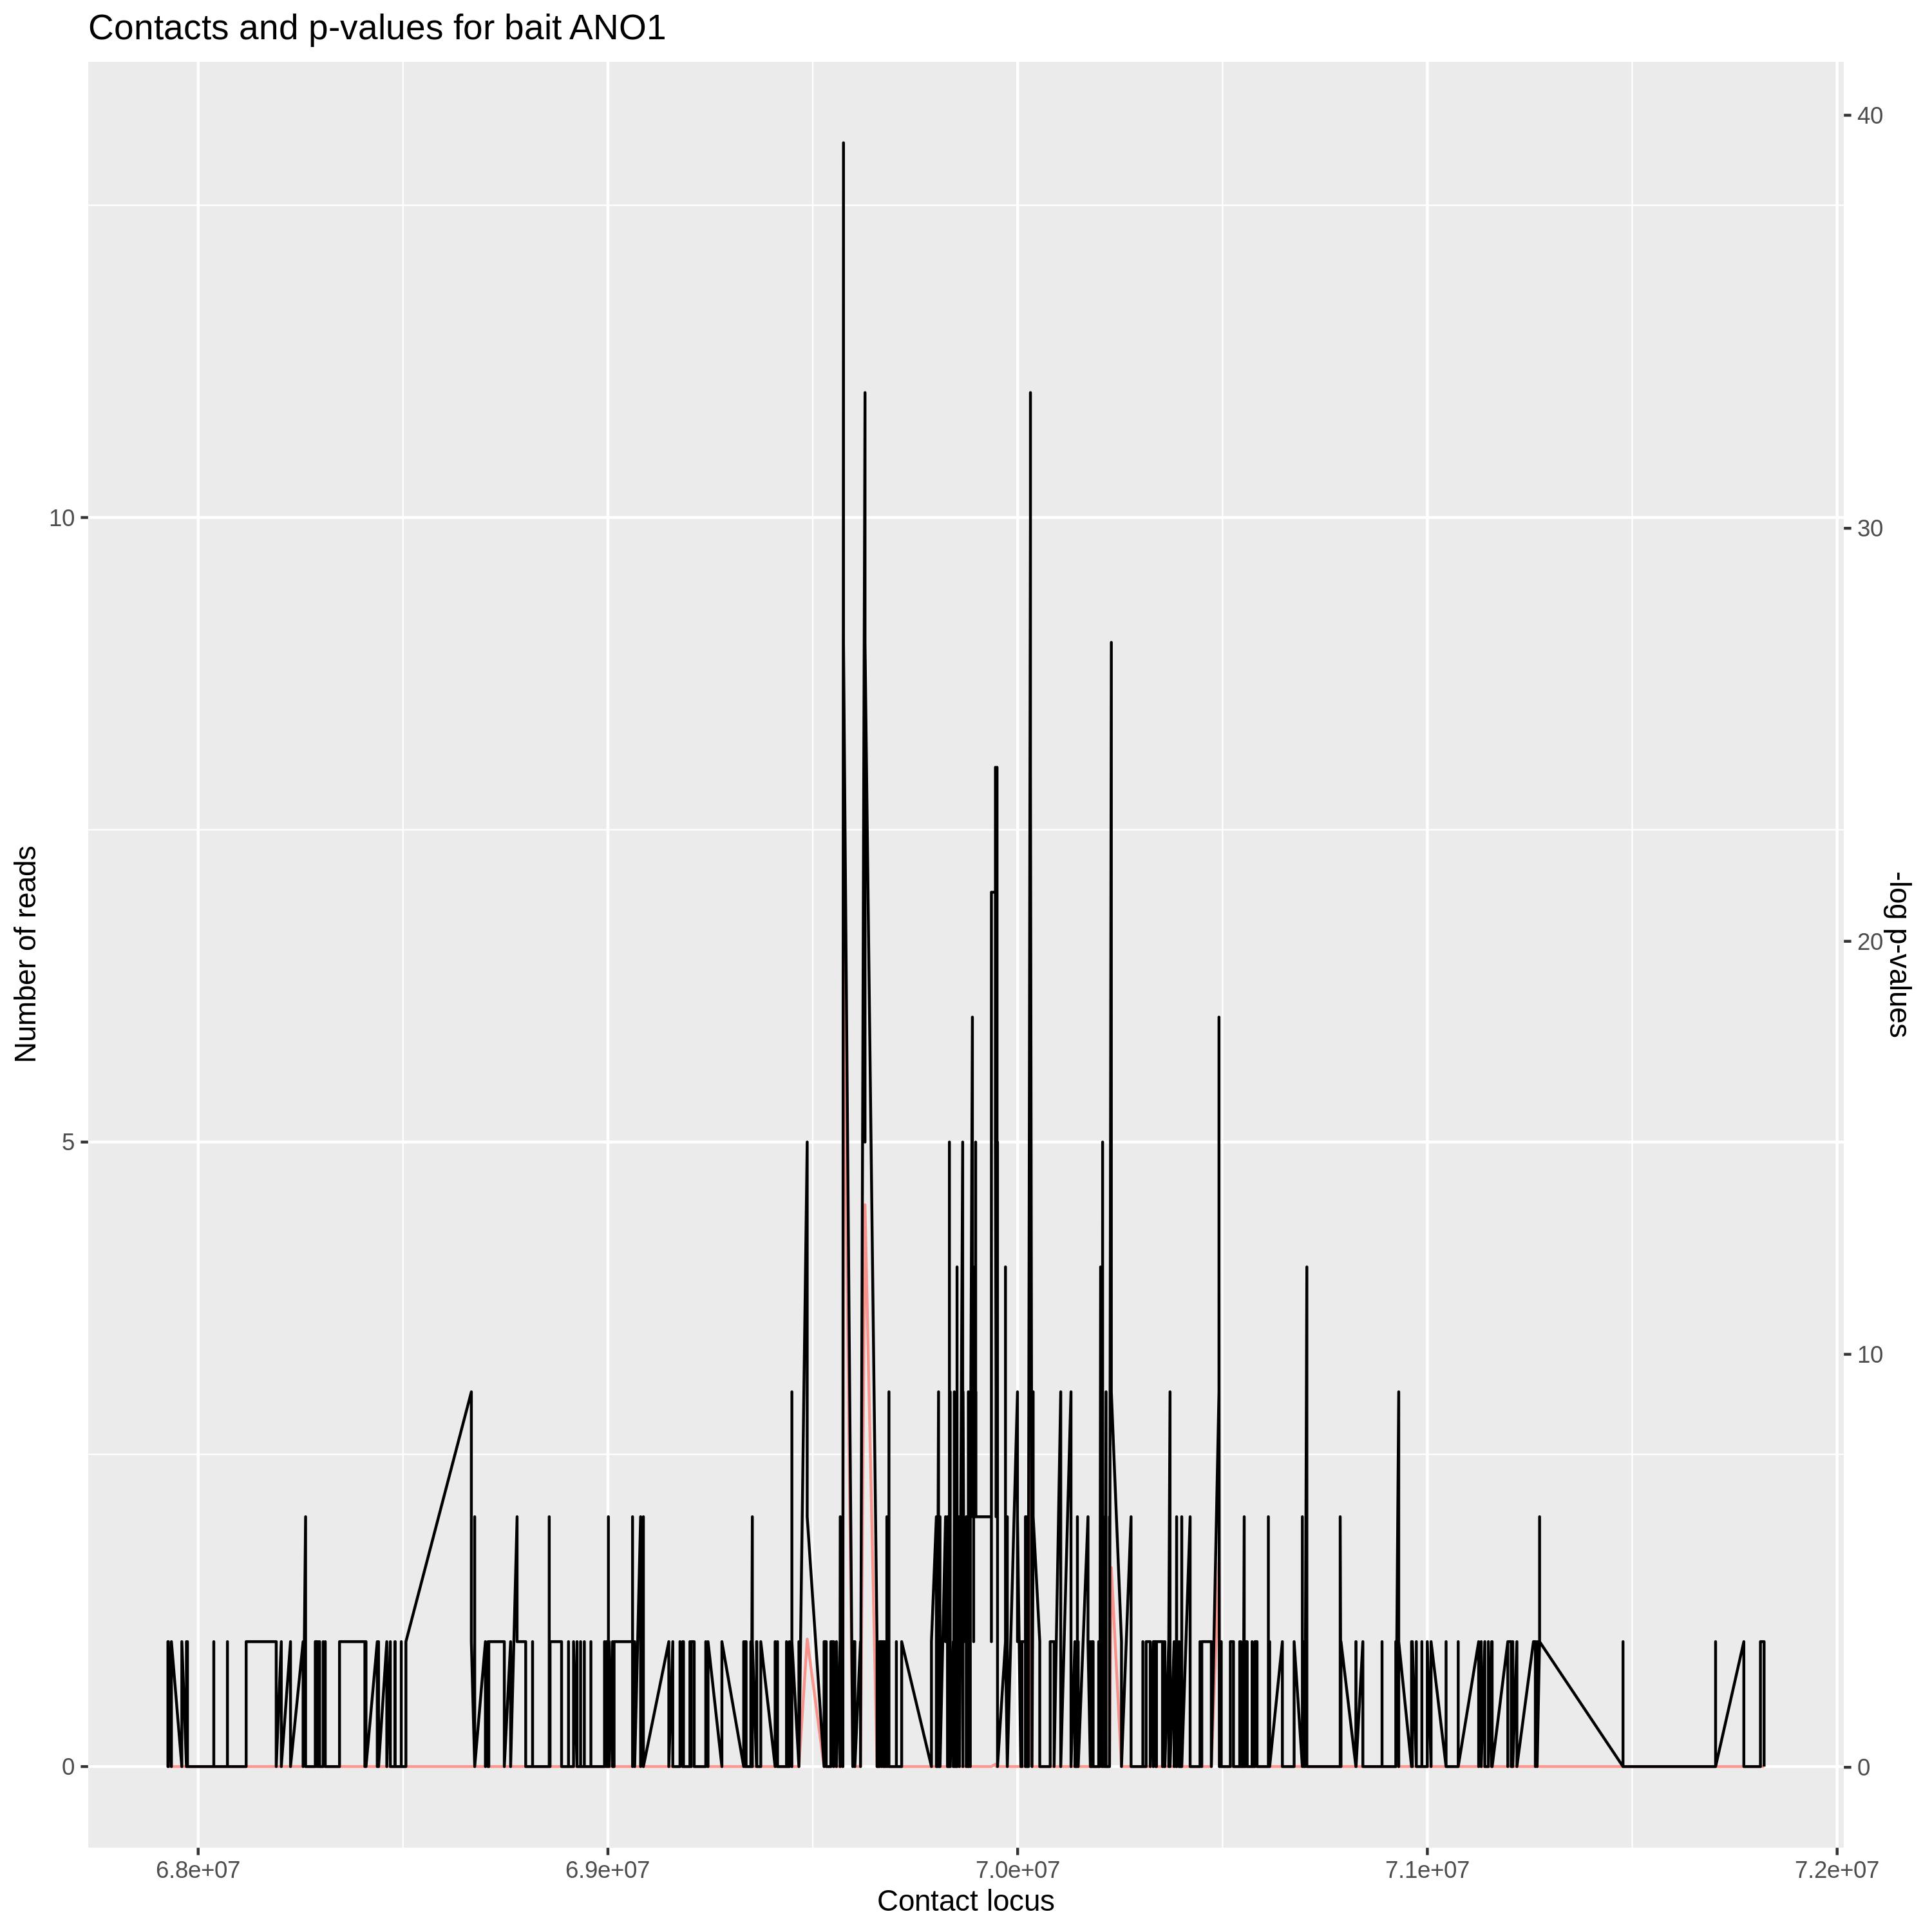 Contacts and p-values for bait ANO1
40
10
30
Number of reads
-log p-values
20
5
10
0
0
6.8e+07
6.9e+07
7.0e+07
7.1e+07
7.2e+07
Contact locus